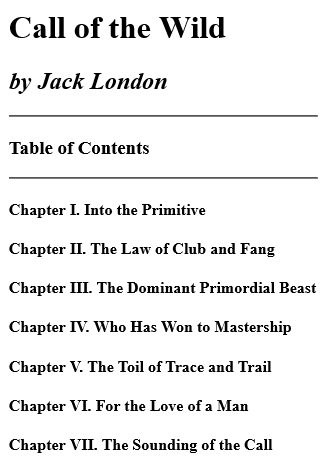 Call of the Wild
by Jack London
Table of Contents
Chapter I. Into the Primitive
Chapter II. The Law of Club and Fang
Chapter III. The Dominant Primordial Beast
Chapter IV. Who Has Won to Mastership
Chapter V. The Toil of Trace and Trail
Chapter VI. For the Love of a Man
Chapter VII. The Sounding of the Call